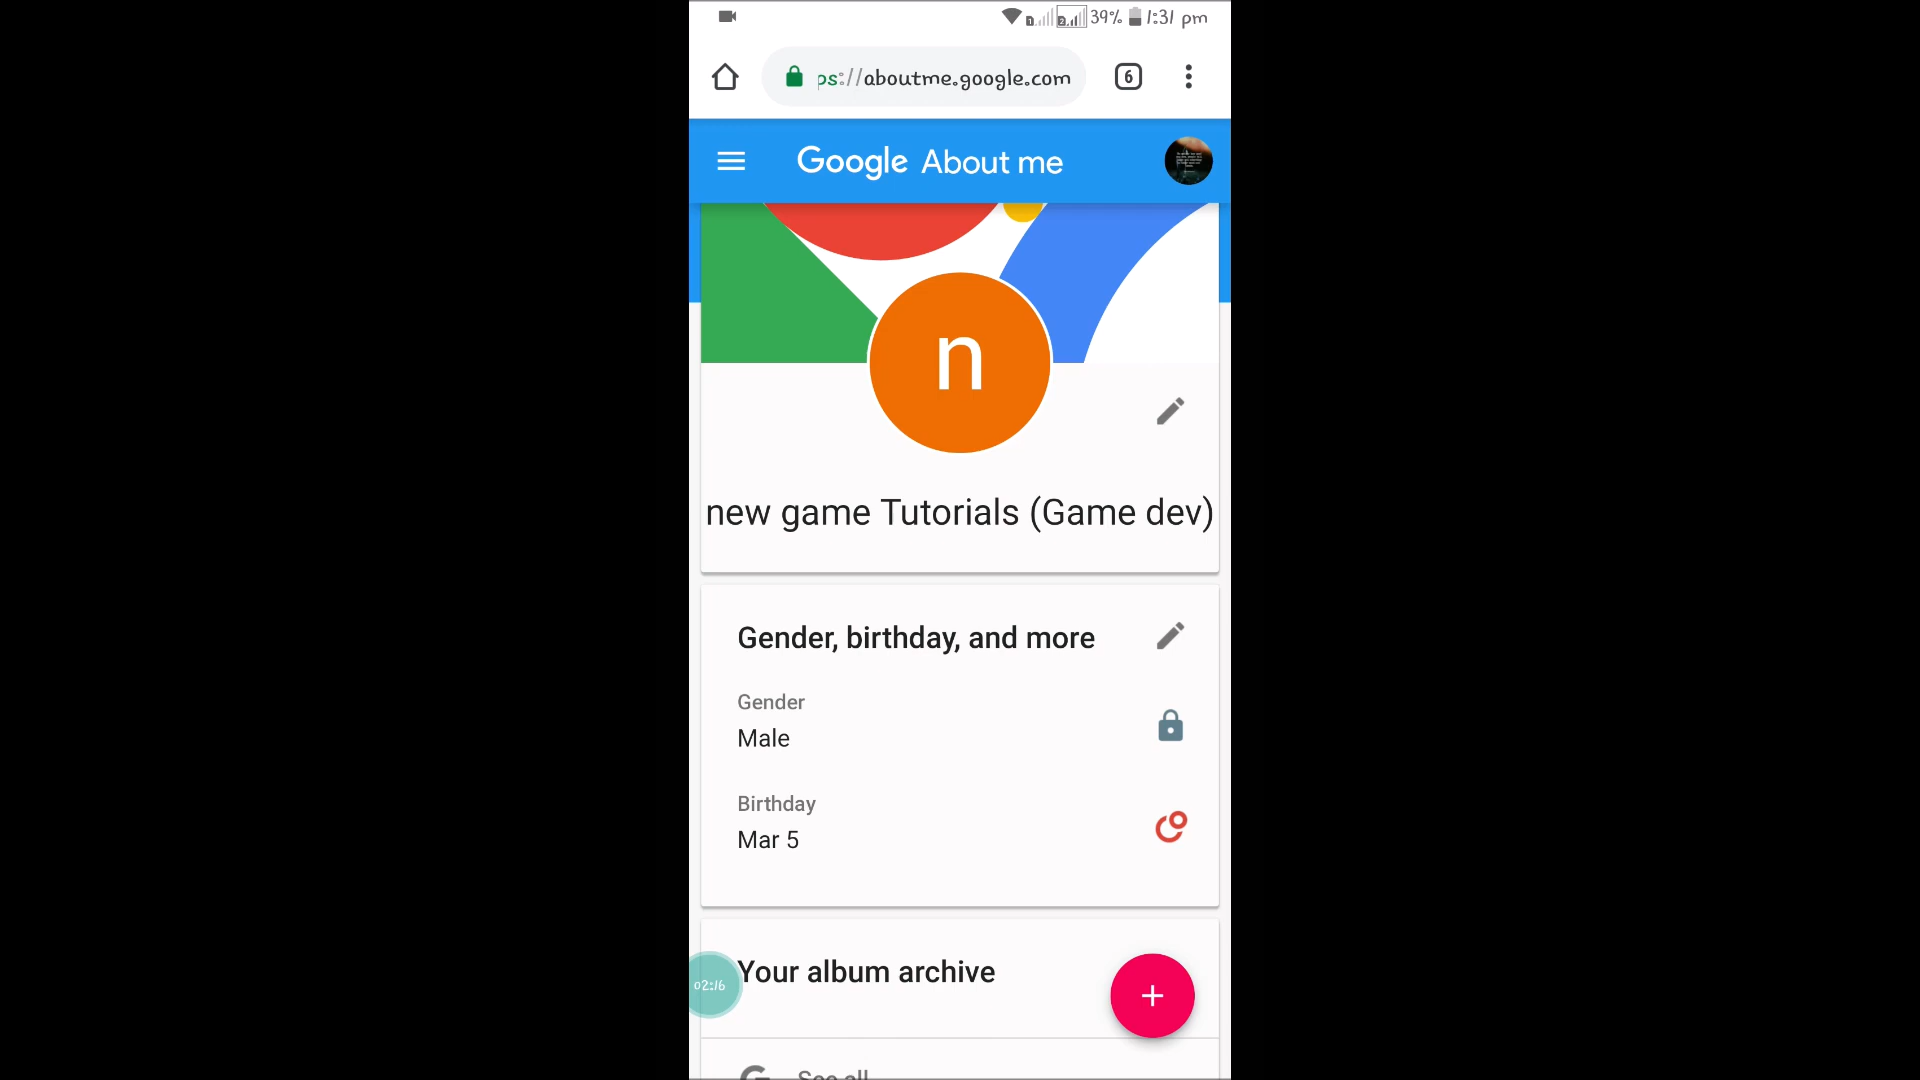 39% 1:31 pm
ps://aboutme.google.com 6
Google About me
n
new game Tutorials (Game dev)
Gender, birthday, and more
Gender
Male
Birthday
Mar 5
Your album archive
02:16
See all